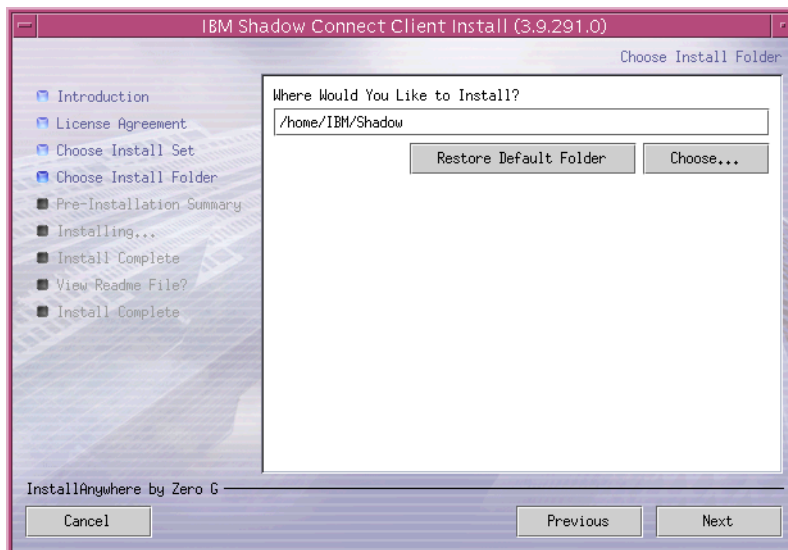 IBM Shadow Connect Client Install (3.9.291.0)
Choose Install Folder
Introduction
License Agreement
Choose Install Set
Choose Install Folder
Pre-Installation Summary
Installing...
Install Complete
View Readme File?
Install Complete
Where Would You Like to Install?
/home/IBM/Shadow
Restore Default Folder
Choose...
InstallAnywhere by Zero G
Cancel
Previous
Next